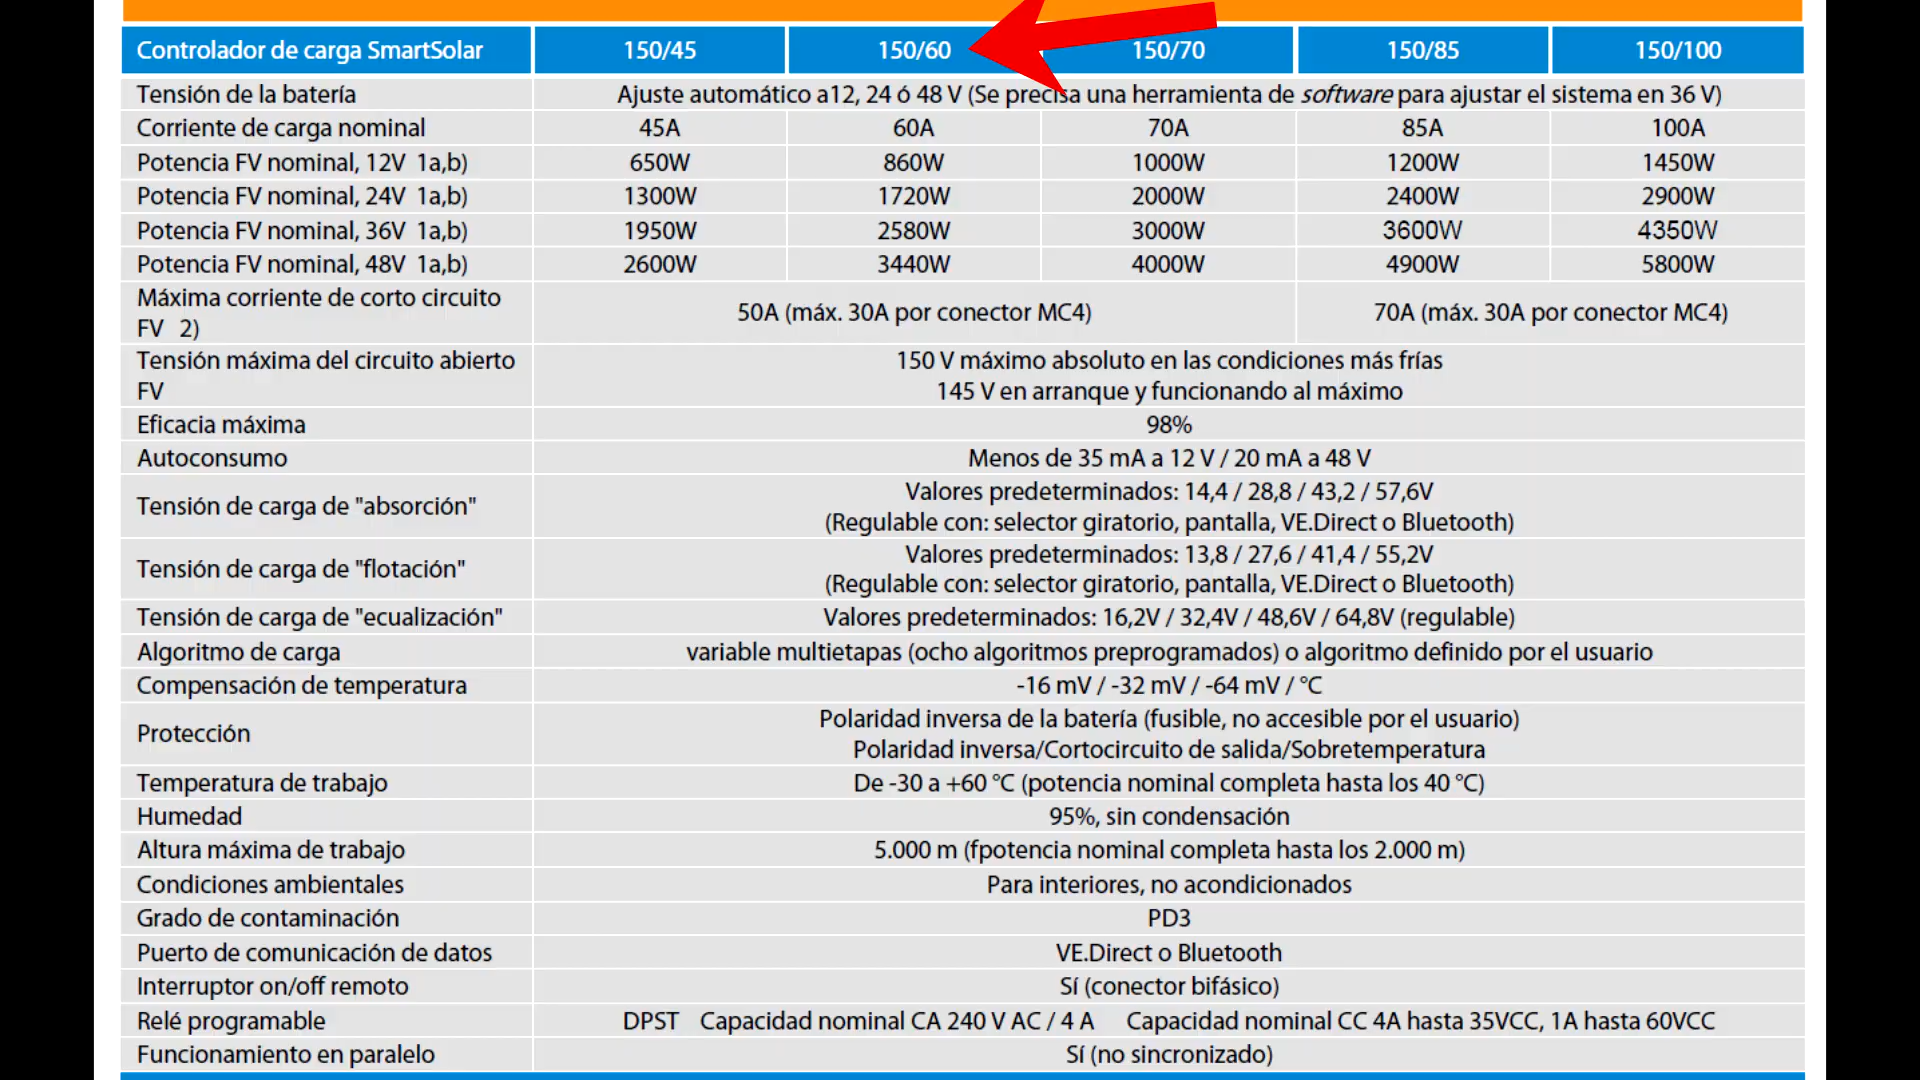 Controlador de carga SmartSolar 150/45 150/60 150/70 150/85 150/100
Tensión de la batería Ajuste automático a12, 24 ó 48 V (Se precisa una herramienta de software para ajustar el sistema en 36 V)
Corriente de carga nominal 45A 60A 70A 85A 100A
Potencia FV nominal, 12V 1a,b) 650W 860W 1000W 1200W 1450W
Potencia FV nominal, 24V 1a,b) 1300W 1720W 2000W 2400W 2900W
Potencia FV nominal, 36V 1a,b) 1950W 2580W 3000W 3600W 4350W
Potencia FV nominal, 48V 1a,b) 2600W 3440W 4000W 4900W 5800W
Máxima corriente de corto circuito
FV 2) 50A (máx. 30A por conector MC4) 70A (máx. 30A por conector MC4)
Tensión máxima del circuito abierto
FV
150 V máximo absoluto en las condiciones más frías
145 V en arranque y funcionando al máximo
Eficacia máxima 98%
Autoconsumo Menos de 35 mA a 12 V / 20 mA a 48 V
Tensión de carga de "absorción"
Valores predeterminados: 14,4 / 28,8 / 43,2 / 57,6V
(Regulable con: selector giratorio, pantalla, VE.Direct o Bluetooth)
Tensión de carga de "flotación"
Valores predeterminados: 13,8 / 27,6 / 41,4 / 55,2V
(Regulable con: selector giratorio, pantalla, VE.Direct o Bluetooth)
Tensión de carga de "ecualización" Valores predeterminados: 16,2V / 32,4V / 48,6V / 64,8V (regulable)
Algoritmo de carga variable multietapas (ocho algoritmos preprogramados) o algoritmo definido por el usuario
Compensación de temperatura -16 mV / -32 mV / -64 mV / °C
Protección
Polaridad inversa de la batería (fusible, no accesible por el usuario)
Polaridad inversa/Cortocircuito de salida/Sobretemperatura
Temperatura de trabajo De -30 a +60 °C (potencia nominal completa hasta los 40 °C)
Humedad 95%, sin condensación
Altura máxima de trabajo 5.000 m (fpotencia nominal completa hasta los 2.000 m)
Condiciones ambientales Para interiores, no acondicionados
Grado de contaminación PD3
Puerto de comunicación de datos VE.Direct o Bluetooth
Interruptor on/off remoto Sí (conector bifásico)
Relé programable DPST Capacidad nominal CA 240 V AC / 4 A Capacidad nominal CC 4A hasta 35VCC, 1A hasta 60VCC
Funcionamiento en paralelo Sí (no sincronizado)